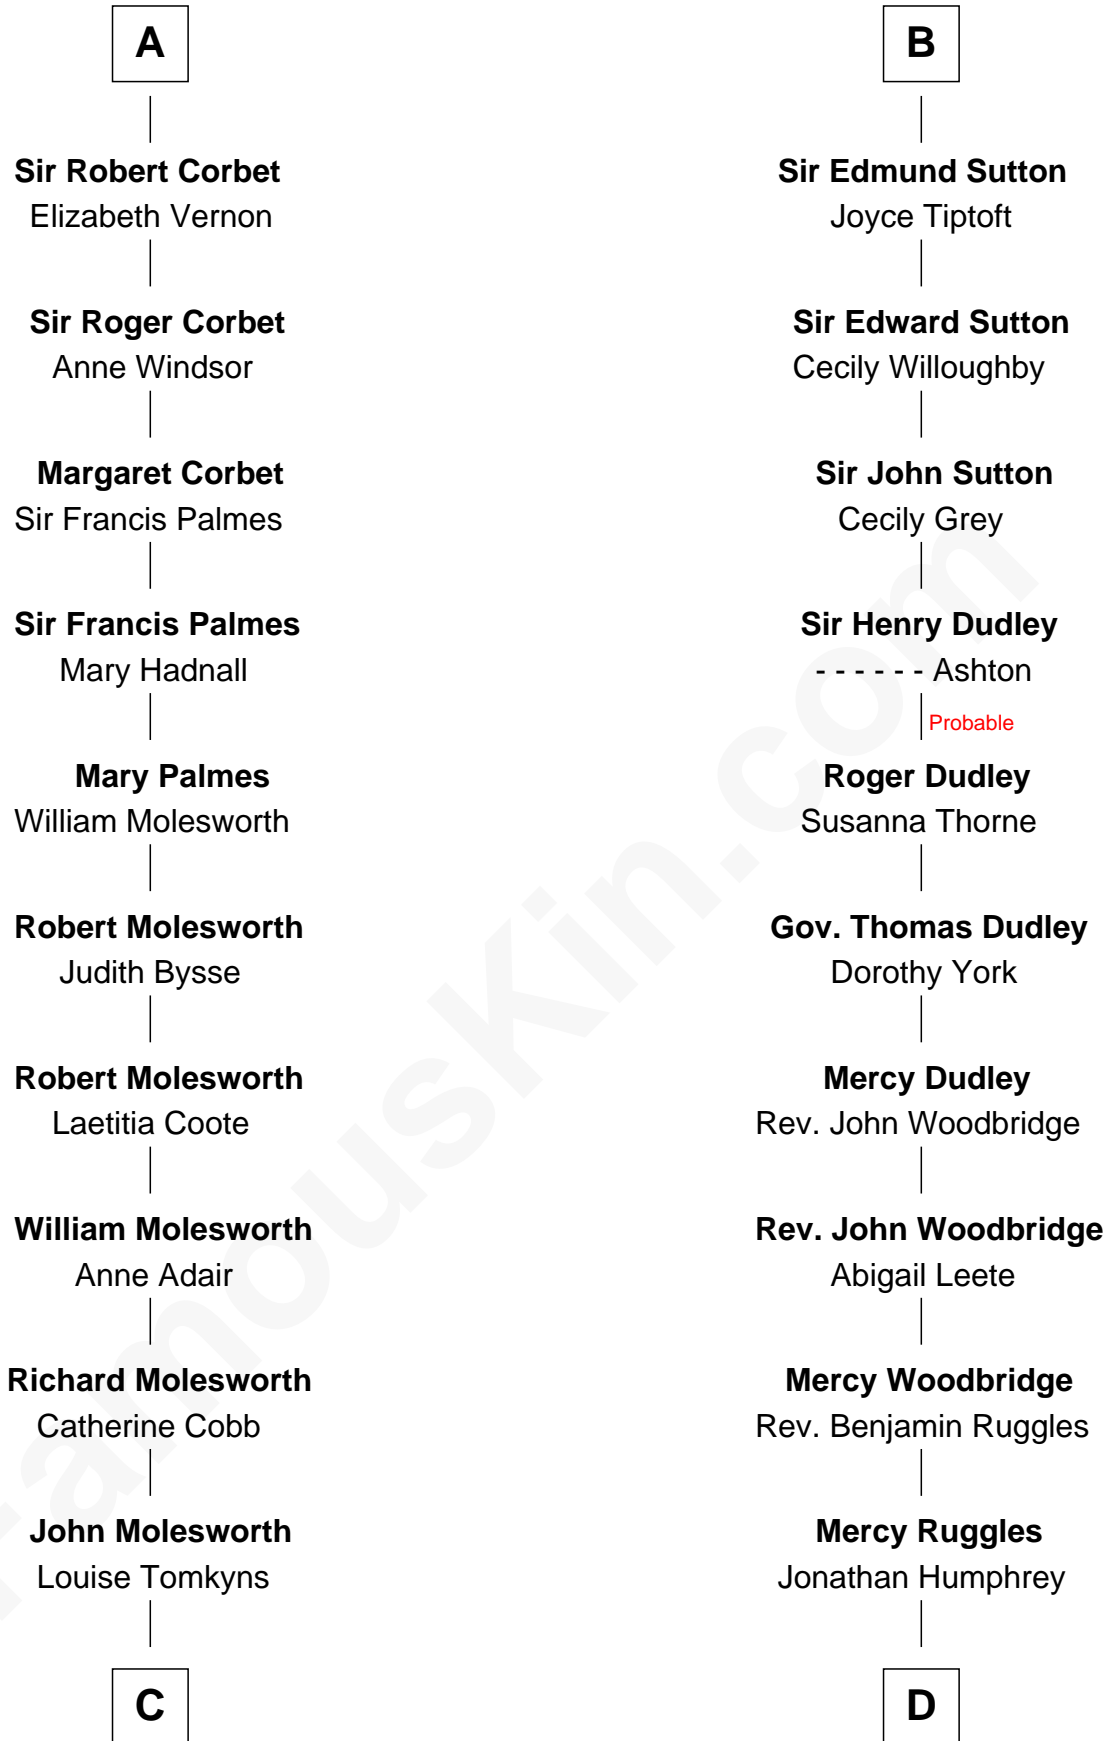 A
Sir Robert Corbet
Elizabeth Vernon
Sir Roger Corbet
Anne Windsor
Margaret Corbet
Sir Francis Palmes
Sir Francis Palmes
Mary Hadnall
Mary Palmes
William Molesworth
Robert Molesworth
Judith Bysse
Robert Molesworth
Laetitia Coote
William Molesworth
Anne Adair
Richard Molesworth
Catherine Cobb
John Molesworth
Louise Tomkyns
C
B
Sir Edmund Sutton
Joyce Tiptoft
Sir Edward Sutton
Cecily Willoughby
Sir John Sutton
Cecily Grey
Sir Henry Dudley
- - - - - - Ashton
Probable
Roger Dudley
Susanna Thorne
Gov. Thomas Dudley
Dorothy York
Mercy Dudley
Rev. John Woodbridge
Rev. John Woodbridge
Abigail Leete
Mercy Woodbridge
Rev. Benjamin Ruggles
Mercy Ruggles
Jonathan Humphrey
D
FamousKin.com